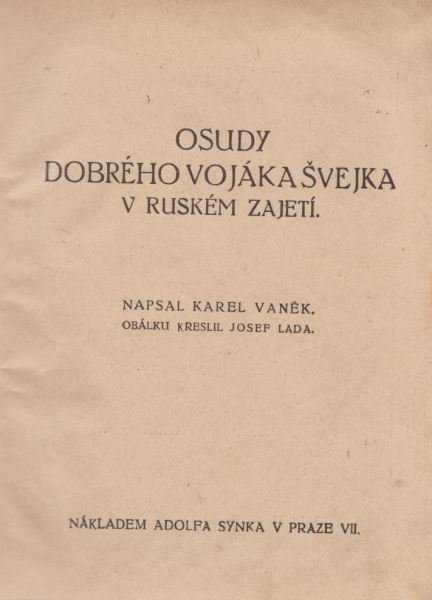 OSUDY
DOBRÉHO VOJÁKA ŠVEJKA
V RUSKÉM ZAJETÍ.
NAPSAL KAREL VANĚK.
OBÁLKU KRESLIL JOSEF LADA.
NÁKLADEM ADOLFA SYNKA V PRAZE VII.